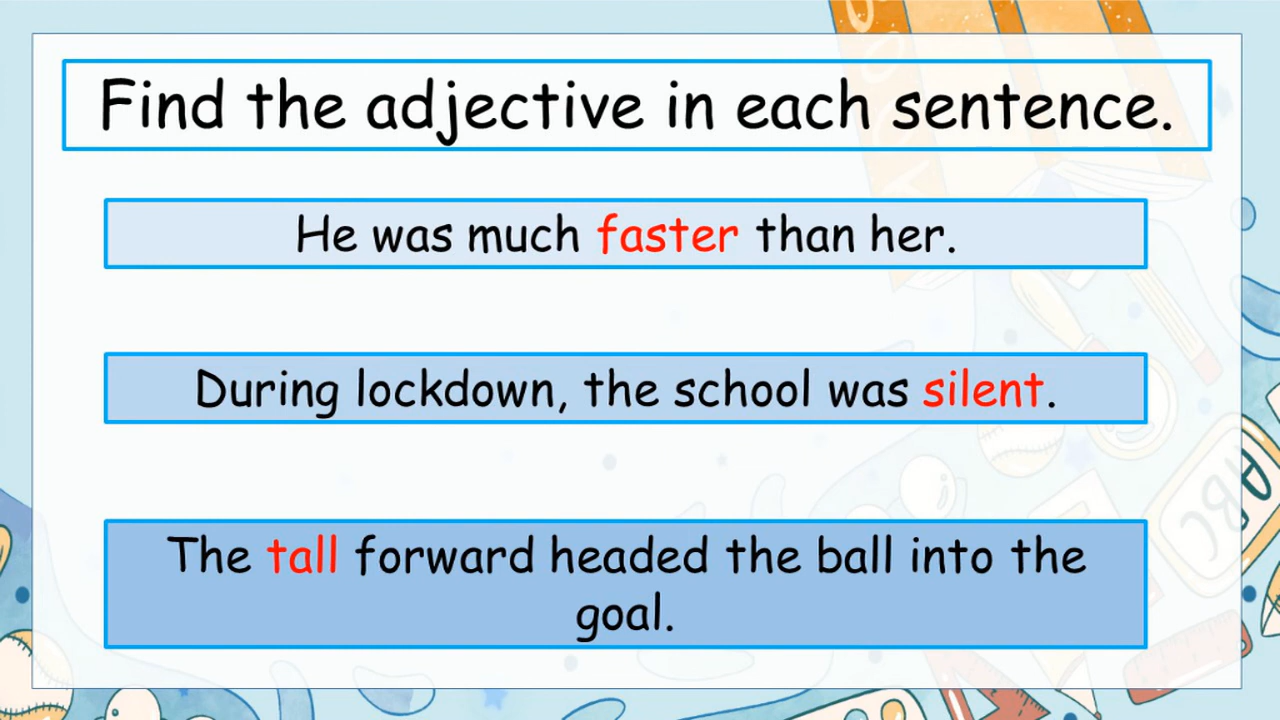 Find the adjective in each sentence.
He was much faster than her.
During lockdown, the school was silent.
The tall forward headed the ball into the
goal.
ABC